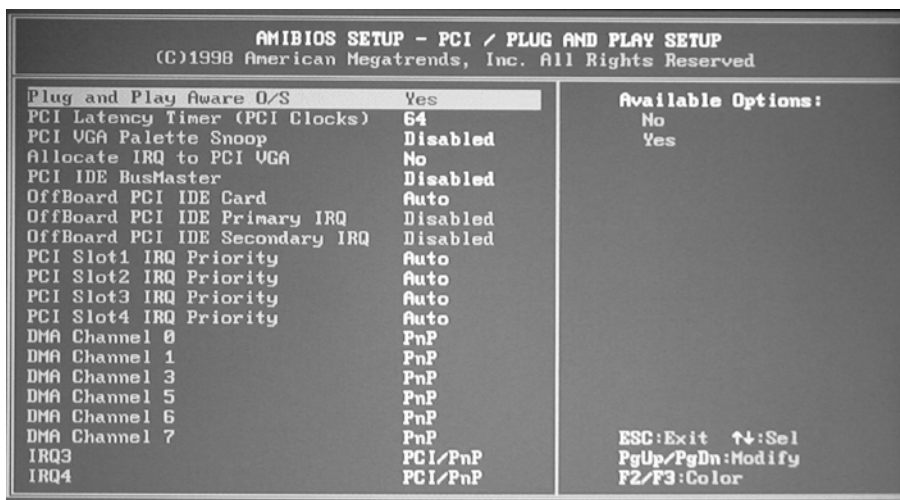 AMIBIOS SETUP - PCI / PLUG AND PLAY SETUP
(C)1998 American Megatrends, Inc. All Rights Reserved
Plug and Play Aware O/S Yes
PCI Latency Timer (PCI Clocks) 64
PCI VGA Palette Snoop Disabled
Allocate IRQ to PCI VGA No
PCI IDE BusMaster Disabled
OffBoard PCI IDE Card Auto
OffBoard PCI IDE Primary IRQ Disabled
OffBoard PCI IDE Secondary IRQ Disabled
PCI Slot1 IRQ Priority Auto
PCI Slot2 IRQ Priority Auto
PCI Slot3 IRQ Priority Auto
PCI Slot4 IRQ Priority Auto
DMA Channel 0 PnP
DMA Channel 1 PnP
DMA Channel 3 PnP
DMA Channel 5 PnP
DMA Channel 6 PnP
DMA Channel 7 PnP
IRQ3 PCI/PnP
IRQ4 PCI/PnP
Available Options:
No
Yes
ESC:Exit ↑↓:Sel
PgUp/PgDn:Modify
F2/F3:Color